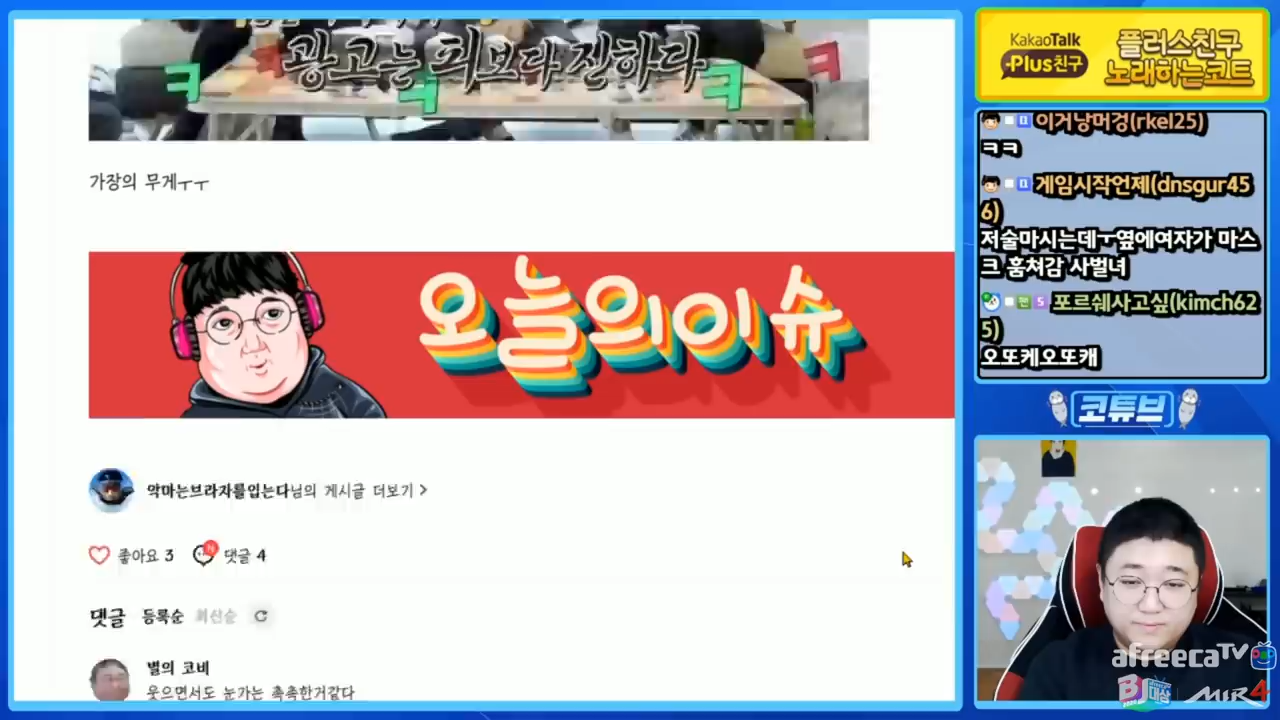 광고는 피보다 진하다
ㅋ
ㅋ
ㅋ
ㅋ
가장의 무게ㅜㅜ
오늘의이슈
악마는브라자를입는다님의 게시글 더보기 >
좋아요 3
N
댓글 4
댓글 등록순 최신순
별의 코비
웃으면서도 눈가는 촉촉한거같다
KakaoTalk
Plus친구
플러스친구
노래하는코트
이거낭머겅(rkel25)
ㅋㅋ
게임시작언제(dnsgur45
6)
저술마시는데ㅜ옆에여자가 마스
크 훔쳐감 사벌녀
팬 S 포르쉐사고싶(kimch62
5)
오또케오또캐
코튜브
afreecaTV
BJ대상
MIR4